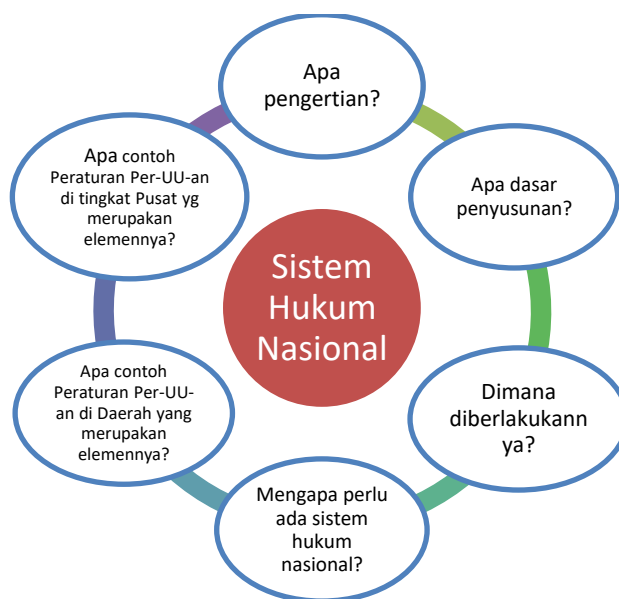 Apa
pengertian?
Apa dasar
penyusunan?
Dimana
diberlakukann
ya?
Mengapa perlu
ada sistem
hukum
nasional?
Apa contoh
Peraturan Per-UU-
an di Daerah yang
merupakan
elemennya?
Apa contoh
Peraturan Per-UU-an
di tingkat Pusat yg
merupakan
elemennya?
Sistem
Hukum
Nasional